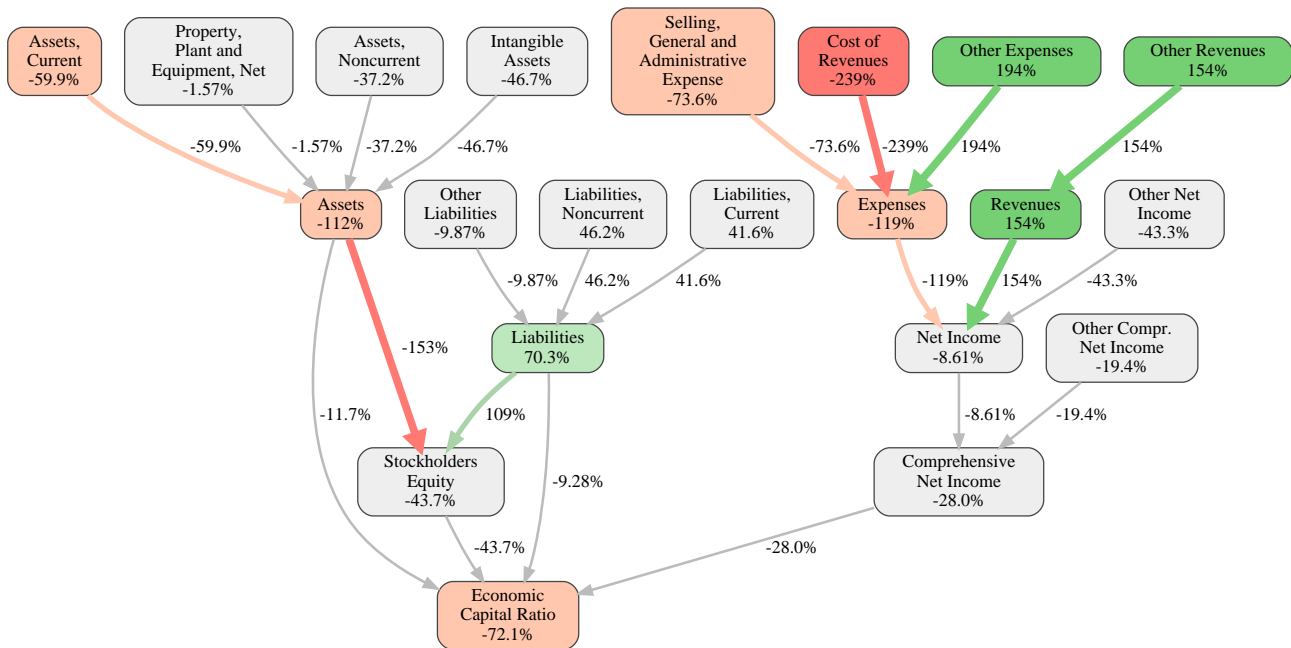 Assets,
Current
-59.9%
Property,
Plant and
Equipment, Net
-1.57%
Assets,
Noncurrent
-37.2%
Intangible
Assets
-46.7%
Selling,
General and
Administrative
Expense
-73.6%
Cost of
Revenues
-239%
Other Expenses
194%
Other Revenues
154%
-59.9%
-1.57%
-37.2%
-46.7%
-73.6%
-239%
194%
154%
Assets
-112%
Other
Liabilities
-9.87%
Liabilities,
Noncurrent
46.2%
Liabilities,
Current
41.6%
Expenses
-119%
Revenues
154%
Other Net
Income
-43.3%
-9.87%
46.2%
41.6%
-119%
154%
-43.3%
-153%
Liabilities
70.3%
Net Income
-8.61%
Other Compr.
Net Income
-19.4%
-11.7%
109%
-9.28%
-8.61%
-19.4%
Stockholders
Equity
-43.7%
Comprehensive
Net Income
-28.0%
-43.7%
-28.0%
Economic
Capital Ratio
-72.1%